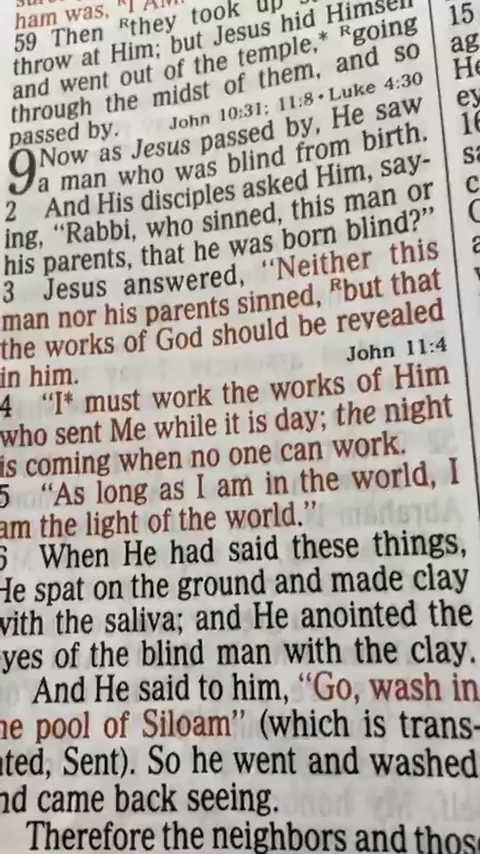 ham was, ᴿI AM
59 Then ᴿthey took up
throw at Him; but Jesus hid Himself
and went out of the temple,* ᴿgoing
through the midst of them, and so
passed by. John 10:31; 11:8 • Luke 4:30
9 Now as Jesus passed by, He saw
a man who was blind from birth.
2 And His disciples asked Him, say-
ing, “Rabbi, who sinned, this man or
his parents, that he was born blind?”
3 Jesus answered, “Neither this
man nor his parents sinned, ᴿbut that
the works of God should be revealed
in him. John 11:4
4 “I* must work the works of Him
who sent Me while it is day; the night
is coming when no one can work.
5 “As long as I am in the world, I
am the light of the world.”
6 When He had said these things,
He spat on the ground and made clay
with the saliva; and He anointed the
yes of the blind man with the clay.
And He said to him, “Go, wash in
he pool of Siloam” (which is trans-
ted, Sent). So he went and washed
nd came back seeing.
Therefore the neighbors and those
15
ag
He
ey
16
sa